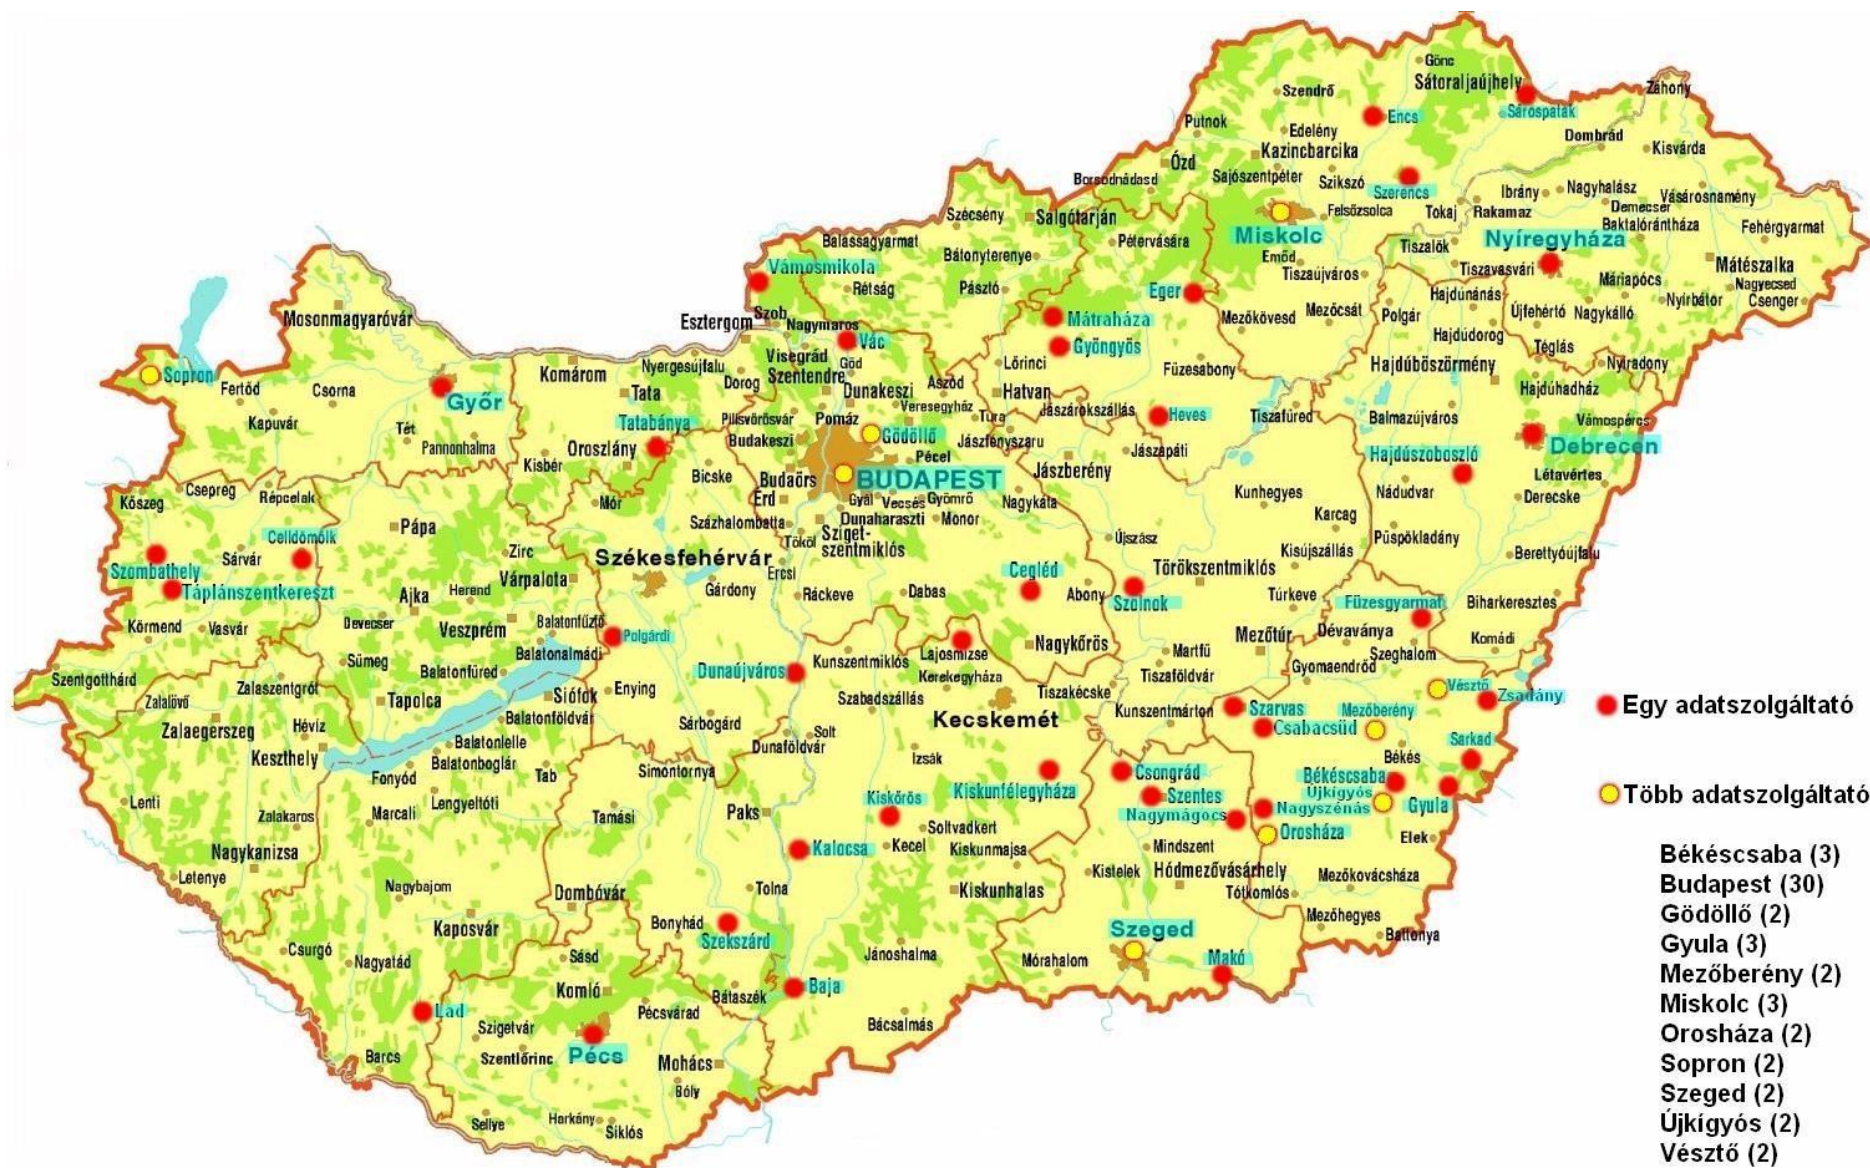 Gönc
Sátoraljaújhely
Záhony
Szendrő
Encs
Sárospatak
Putnok
Edelény
Dombrád
Kisvárda
Kazincbarcika
Ózd
Borsodnádasd
Sajószentpéter
Szikszó
Szerencs
Ibrány
Nagyhalász
Vásárosnamény
Demecser
Felsőzsolca
Tokaj
Rakamaz
Baktalórántháza
Fehérgyarmat
Szécsény
Salgótarján
Miskolc
Nyíregyháza
Balassagyarmat
Pétervására
Bátonyterenye
Emőd
Tiszalök
Vámosmikola
Tiszaújváros
Tiszavasvári
Máriapócs
Mátészalka
Rétság
Pásztó
Eger
Hajdúnánás
Nagyecsed
Nyírbátor
Csenger
Mosonmagyaróvár
Esztergom
Szob
Nagymaros
Mátraháza
Mezőkövesd
Mezőcsát
Polgár
Újfehértó
Nagykálló
Vác
Gyöngyös
Hajdúdorog
Téglás
Visegrád
Göd
Lőrinci
Füzesabony
Hajdúböszörmény
Nyíradony
Sopron
Fertőd
Csorna
Győr
Komárom
Nyergesújfalu
Dorog
Szentendre
Dunakeszi
Aszód
Hatvan
Hajdúhadház
Kapuvár
Tata
Tatabánya
Pilisvörösvár
Pomáz
Veresegyház
Tura
Jászárokszállás
Heves
Tiszafüred
Balmazújváros
Vámospércs
Tét
Pannonhalma
Oroszlány
Budakeszi
Gödöllő
Jászfényszaru
Jászapáti
Debrecen
Kisbér
Bicske
Pécel
Jászberény
Hajdúszoboszló
Budaörs
BUDAPEST
Létavértes
Kőszeg
Csepreg
Répcelak
Mór
Érd
Gyál
Vecsés
Gyömrő
Nagykáta
Kunhegyes
Nádudvar
Derecske
Pápa
Százhalombatta
Dunaharaszti
Monor
Karcag
Celldömölk
Tököl
Sziget-
szentmiklós
Újszász
Kisújszállás
Püspökladány
Berettyóújfalu
Szombathely
Sárvár
Zirc
Székesfehérvár
Ercsi
Cegléd
Törökszentmiklós
Táplánszentkereszt
Ajka
Herend
Várpalota
Gárdony
Ráckeve
Dabas
Abony
Szolnok
Túrkeve
Füzesgyarmat
Biharkeresztes
Körmend
Vasvár
Devecser
Veszprém
Balatonfűzfő
Polgárdi
Dévaványa
Komádi
Balatonalmádi
Lajosmizse
Nagykőrös
Mezőtúr
Szeghalom
Szentgotthárd
Sümeg
Balatonfüred
Dunaújváros
Kunszentmiklós
Martfű
Gyomaendrőd
Zalalövő
Zalaszentgrót
Tapolca
Siófok
Enying
Kerekegyháza
Tiszaföldvár
Szabadszállás
Tiszakécske
Vésztő
Zsadány
Zalaegerszeg
Hévíz
Balatonföldvár
Sárbogárd
Kecskemét
Kunszentmárton
Szarvas
Mezőberény
Csabacsüd
Keszthely
Balatonlelle
Balatonboglár
Dunaföldvár
Solt
Izsák
Békés
Sarkad
Fonyód
Tab
Simontornya
Csongrád
Békéscsaba
Lenti
Lengyeltóti
Kiskunfélegyháza
Újkígyós
Gyula
Zalakaros
Marcali
Tamási
Paks
Kiskőrös
Szentes
Nagymágocs
Nagyszénás
Orosháza
Soltvadkert
Elek
Nagykanizsa
Kalocsa
Kecel
Kiskunmajsa
Mindszent
Letenye
Nagybajom
Dombóvár
Tolna
Kiskunhalas
Kistelek
Hódmezővásárhely
Mezőkovácsháza
Tótkomlós
Kaposvár
Bonyhád
Szekszárd
Szeged
Mezőhegyes
Battonya
Csurgó
Nagyatád
Sásd
Jánoshalma
Mórahalom
Makó
Lad
Komló
Bátaszék
Baja
Szigetvár
Pécsvárad
Bácsalmás
Barcs
Szentlőrinc
Pécs
Mohács
Bóly
Sellye
Harkány
Siklós
Egy adatszolgáltató
Több adatszolgáltató
Békéscsaba (3)
Budapest (30)
Gödöllő (2)
Gyula (3)
Mezőberény (2)
Miskolc (3)
Orosháza (2)
Sopron (2)
Szeged (2)
Újkígyós (2)
Vésztő (2)